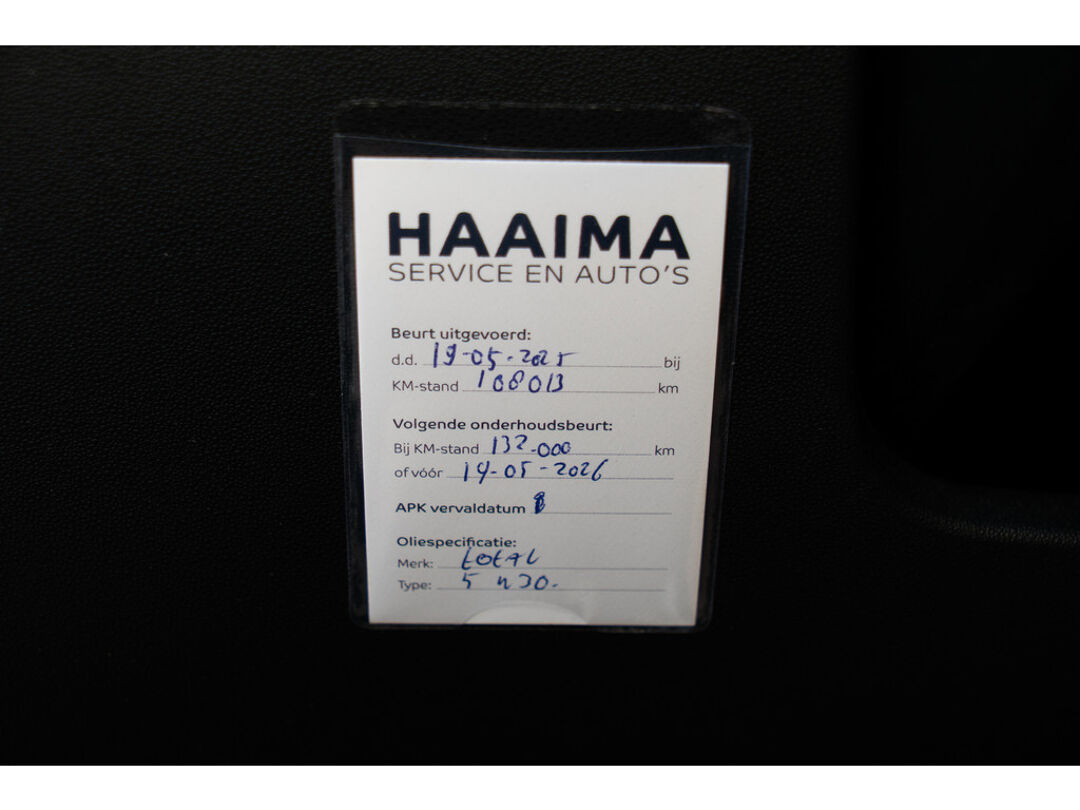 HAAIMA
SERVICE EN AUTO'S
Beurt uitgevoerd:
d.d. 19-05-2025 bij
KM-stand 108013 km
Volgende onderhoudsbeurt:
Bij KM-stand 132.000 km
of vóór 19-05-2026
APK vervaldatum
Oliespecificatie:
Merk: total
Type: 5 w30.